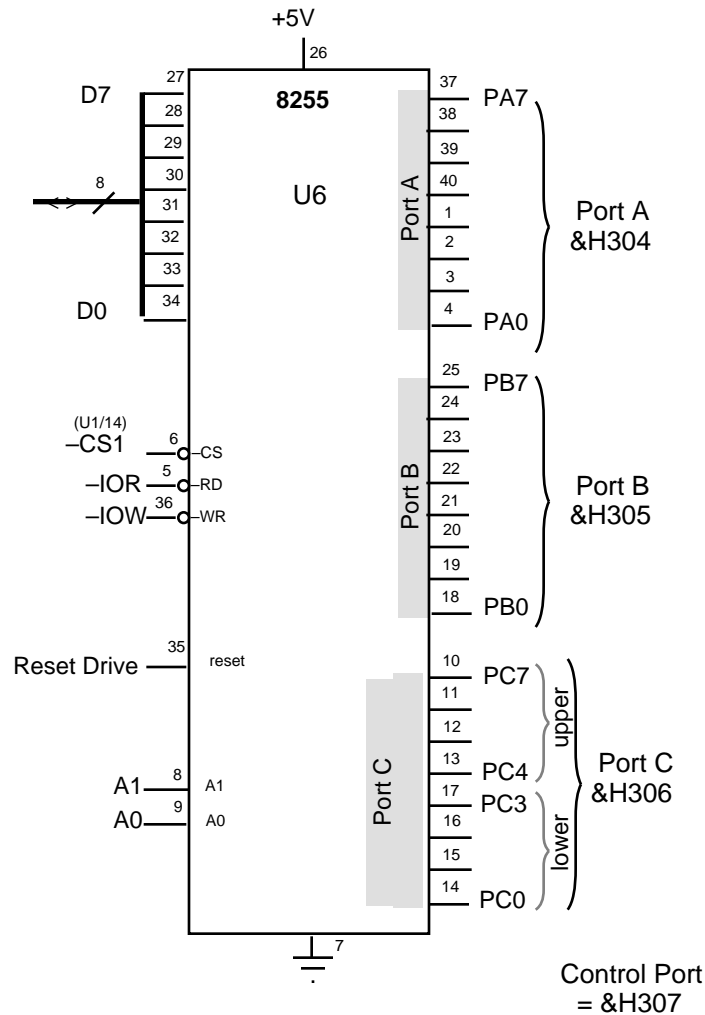 +5V
26
8255
U6
D7
27
28
29
30
31
32
33
34
D0
8
(U1/14)
–CS1
6
–CS
–IOR
5
–RD
–IOW
36
–WR
Reset Drive
35
reset
A1
8
A1
A0
9
A0
Port A
37
PA7
38
39
40
1
2
3
4
PA0
Port A
&H304
Port B
25
PB7
24
23
22
21
20
19
18
PB0
Port B
&H305
Port C
10
PC7
11
12
13
PC4
upper
17
PC3
16
15
14
PC0
lower
Port C
&H306
7
Control Port
= &H307